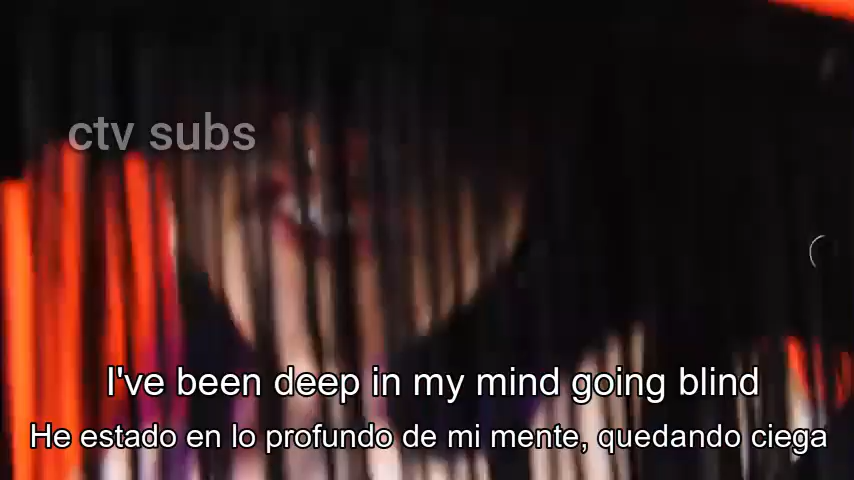 ctv subs
I've been deep in my mind going blind
He estado en lo profundo de mi mente, quedando ciega